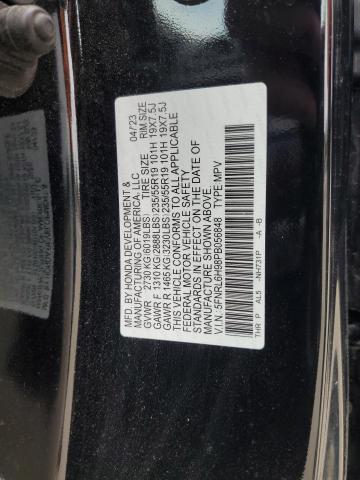 MFD. BY HONDA DEVELOPMENT & 04/23
MANUFACTURING OF AMERICA, LLC
TIRE SIZE RIM SIZE
GVWR 2730 KG (6019LBS)
GAWR F 1310 KG (2888LBS) 235/55R19 101H 19X7.5J
GAWR R 1465 KG (3230LBS) 235/55R19 101H 19X7.5J
THIS VEHICLE CONFORMS TO ALL APPLICABLE
FEDERAL MOTOR VEHICLE SAFETY
STANDARDS IN EFFECT ON THE DATE OF
MANUFACTURE SHOWN ABOVE.
V.I.N. 5FNRL6H98PB056848 TYPE MPV
THR P AL5 -NH731P -A -B